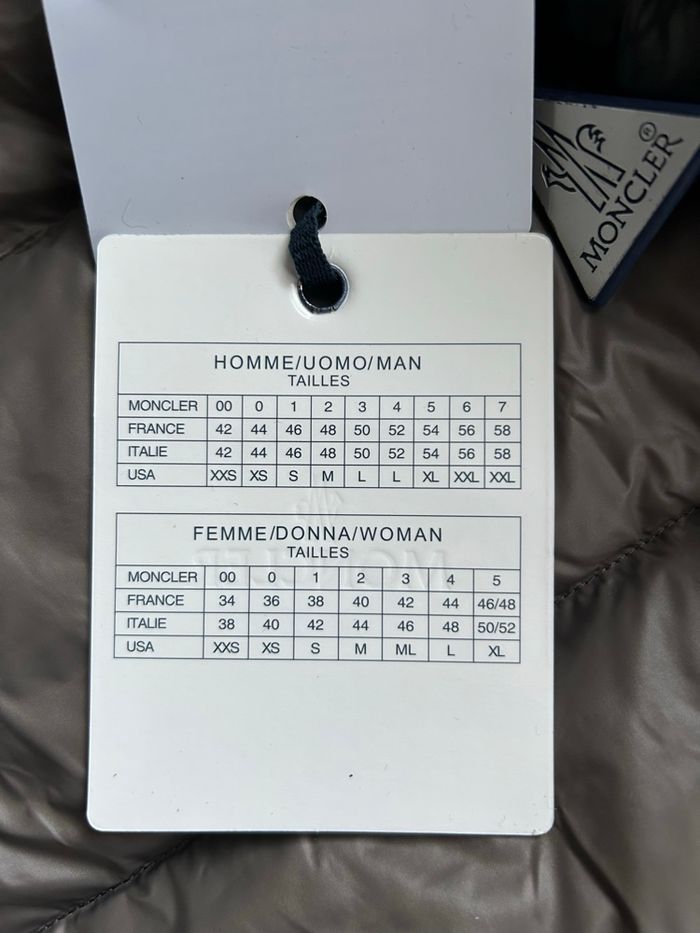 MONCLER®
HOMME/UOMO/MAN
TAILLES
MONCLER 00 0 1 2 3 4 5 6 7
FRANCE 42 44 46 48 50 52 54 56 58
ITALIE 42 44 46 48 50 52 54 56 58
USA XXS XS S M L L XL XXL XXL
FEMME/DONNA/WOMAN
TAILLES
MONCLER 00 0 1 2 3 4 5
FRANCE 34 36 38 40 42 44 46/48
ITALIE 38 40 42 44 46 48 50/52
USA XXS XS S M ML L XL